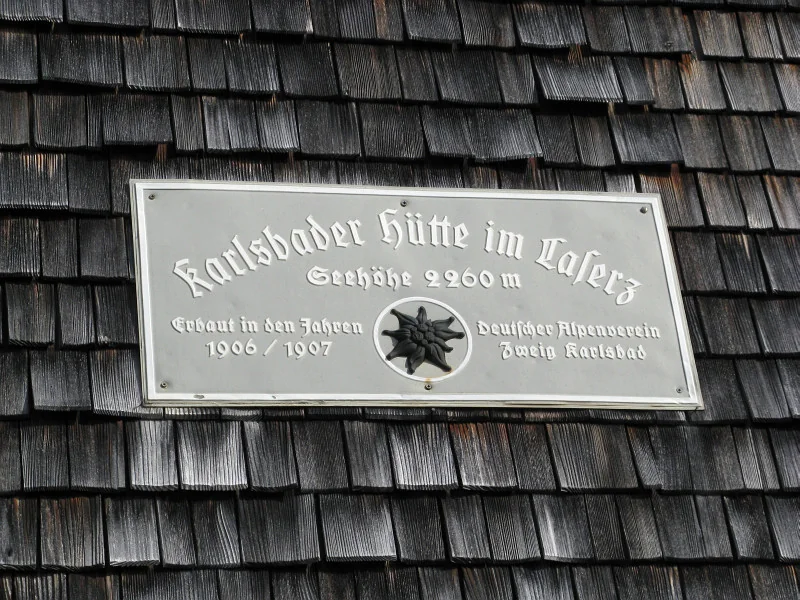 Karlsbader Hütte im Laſerz
Seehöhe 2260 m
Erbaut in den Jahren
1906 / 1907
Deutſcher Alpenverein
Zweig Karlsbad